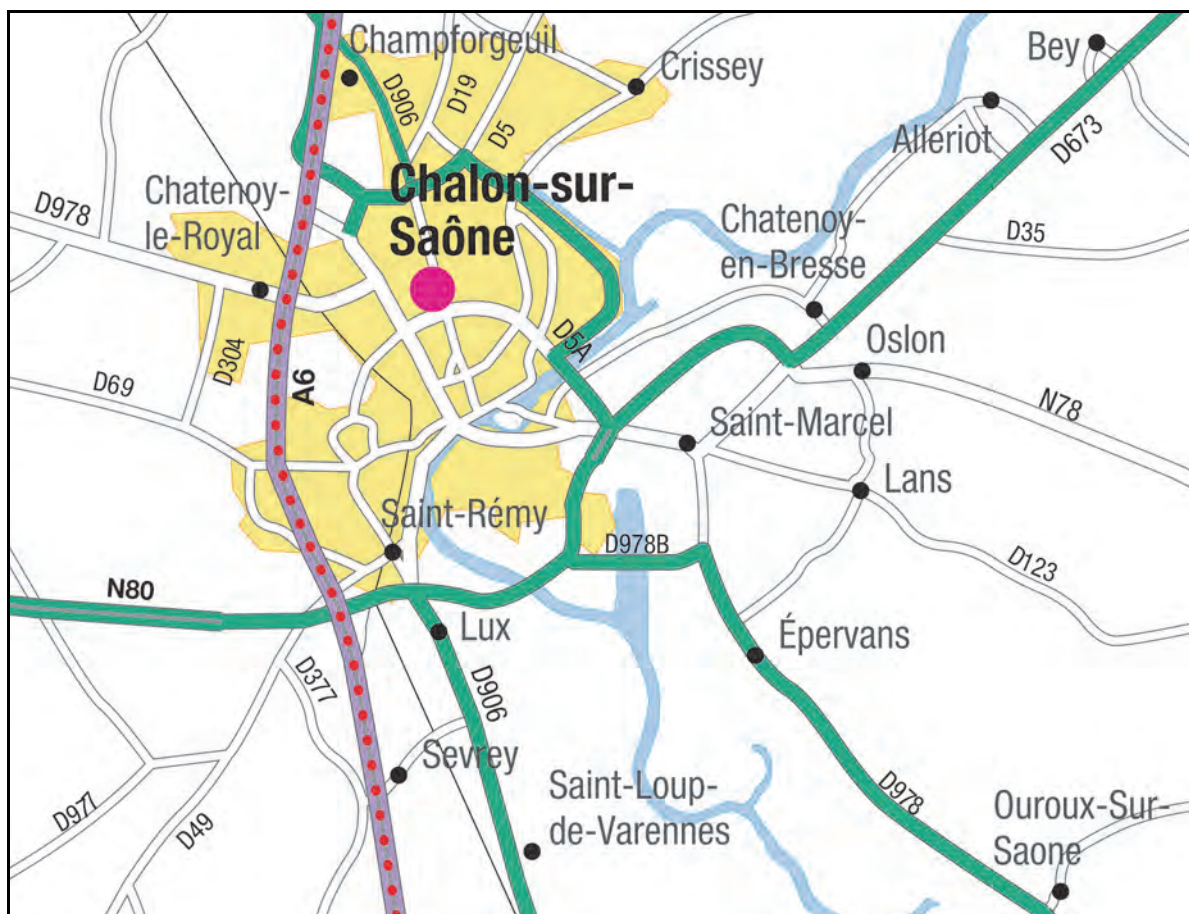 Champforgeuil
Crissey
Bey
D906
D19
D5
Alleriot
D673
Chatenoy-
le-Royal
D978
Chalon-sur-
Saône
Chatenoy-
en-Bresse
D35
D304
D69
A6
D5A
Oslon
N78
Saint-Marcel
Lans
Saint-Rémy
D978B
D123
N80
Lux
Épervans
D377
D906
Sevrey
Saint-Loup-
de-Varennes
D978
Ouroux-Sur-
Saone
D977
D49